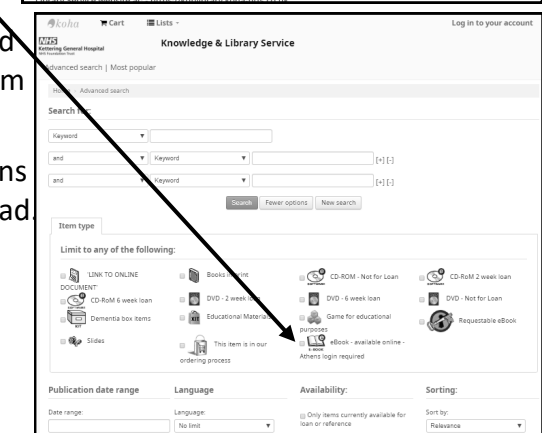 koha Cart Lists Log in to your account
NHS
Kettering General Hospital
NHS Foundation Trust
Knowledge & Library Service
Advanced search | Most popular
Home Advanced search
Search for:
Keyword
and Keyword [+] [-]
and Keyword [+] [-]
Search Fewer options New search
Item type
Limit to any of the following:
'LINK TO ONLINE DOCUMENT'
Books in print
CD-ROM - Not for Loan
CD-RoM 2 week loan
CD-RoM 6 week loan
DVD - 2 week loan
DVD - 6 week loan
DVD - Not for Loan
Dementia box items
Educational Materials
Game for educational purposes
Requestable eBook
Slides
This item is in our ordering process
eBook - available online - Athens login required
Publication date range Language Availability: Sorting:
Date range: Language: Only items currently available for loan or reference Sort by:
No limit Relevance
d
m
ns
ad.